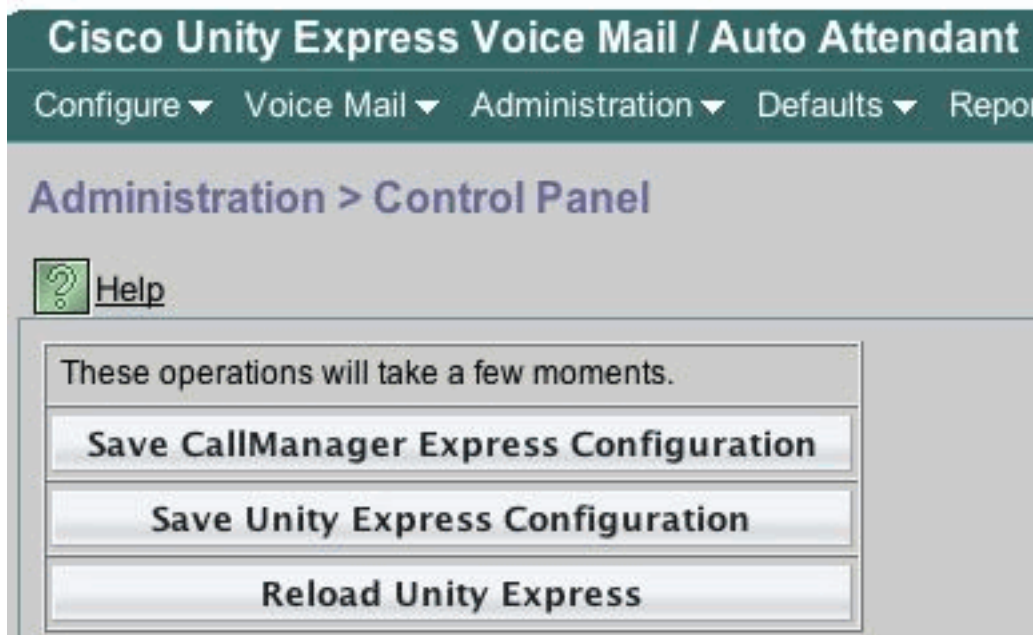 Cisco Unity Express Voice Mail / Auto Attendant
Configure Voice Mail Administration Defaults
Administration > Control Panel
Help
These operations will take a few moments.
Save CallManager Express Configuration
Save Unity Express Configuration
Reload Unity Express